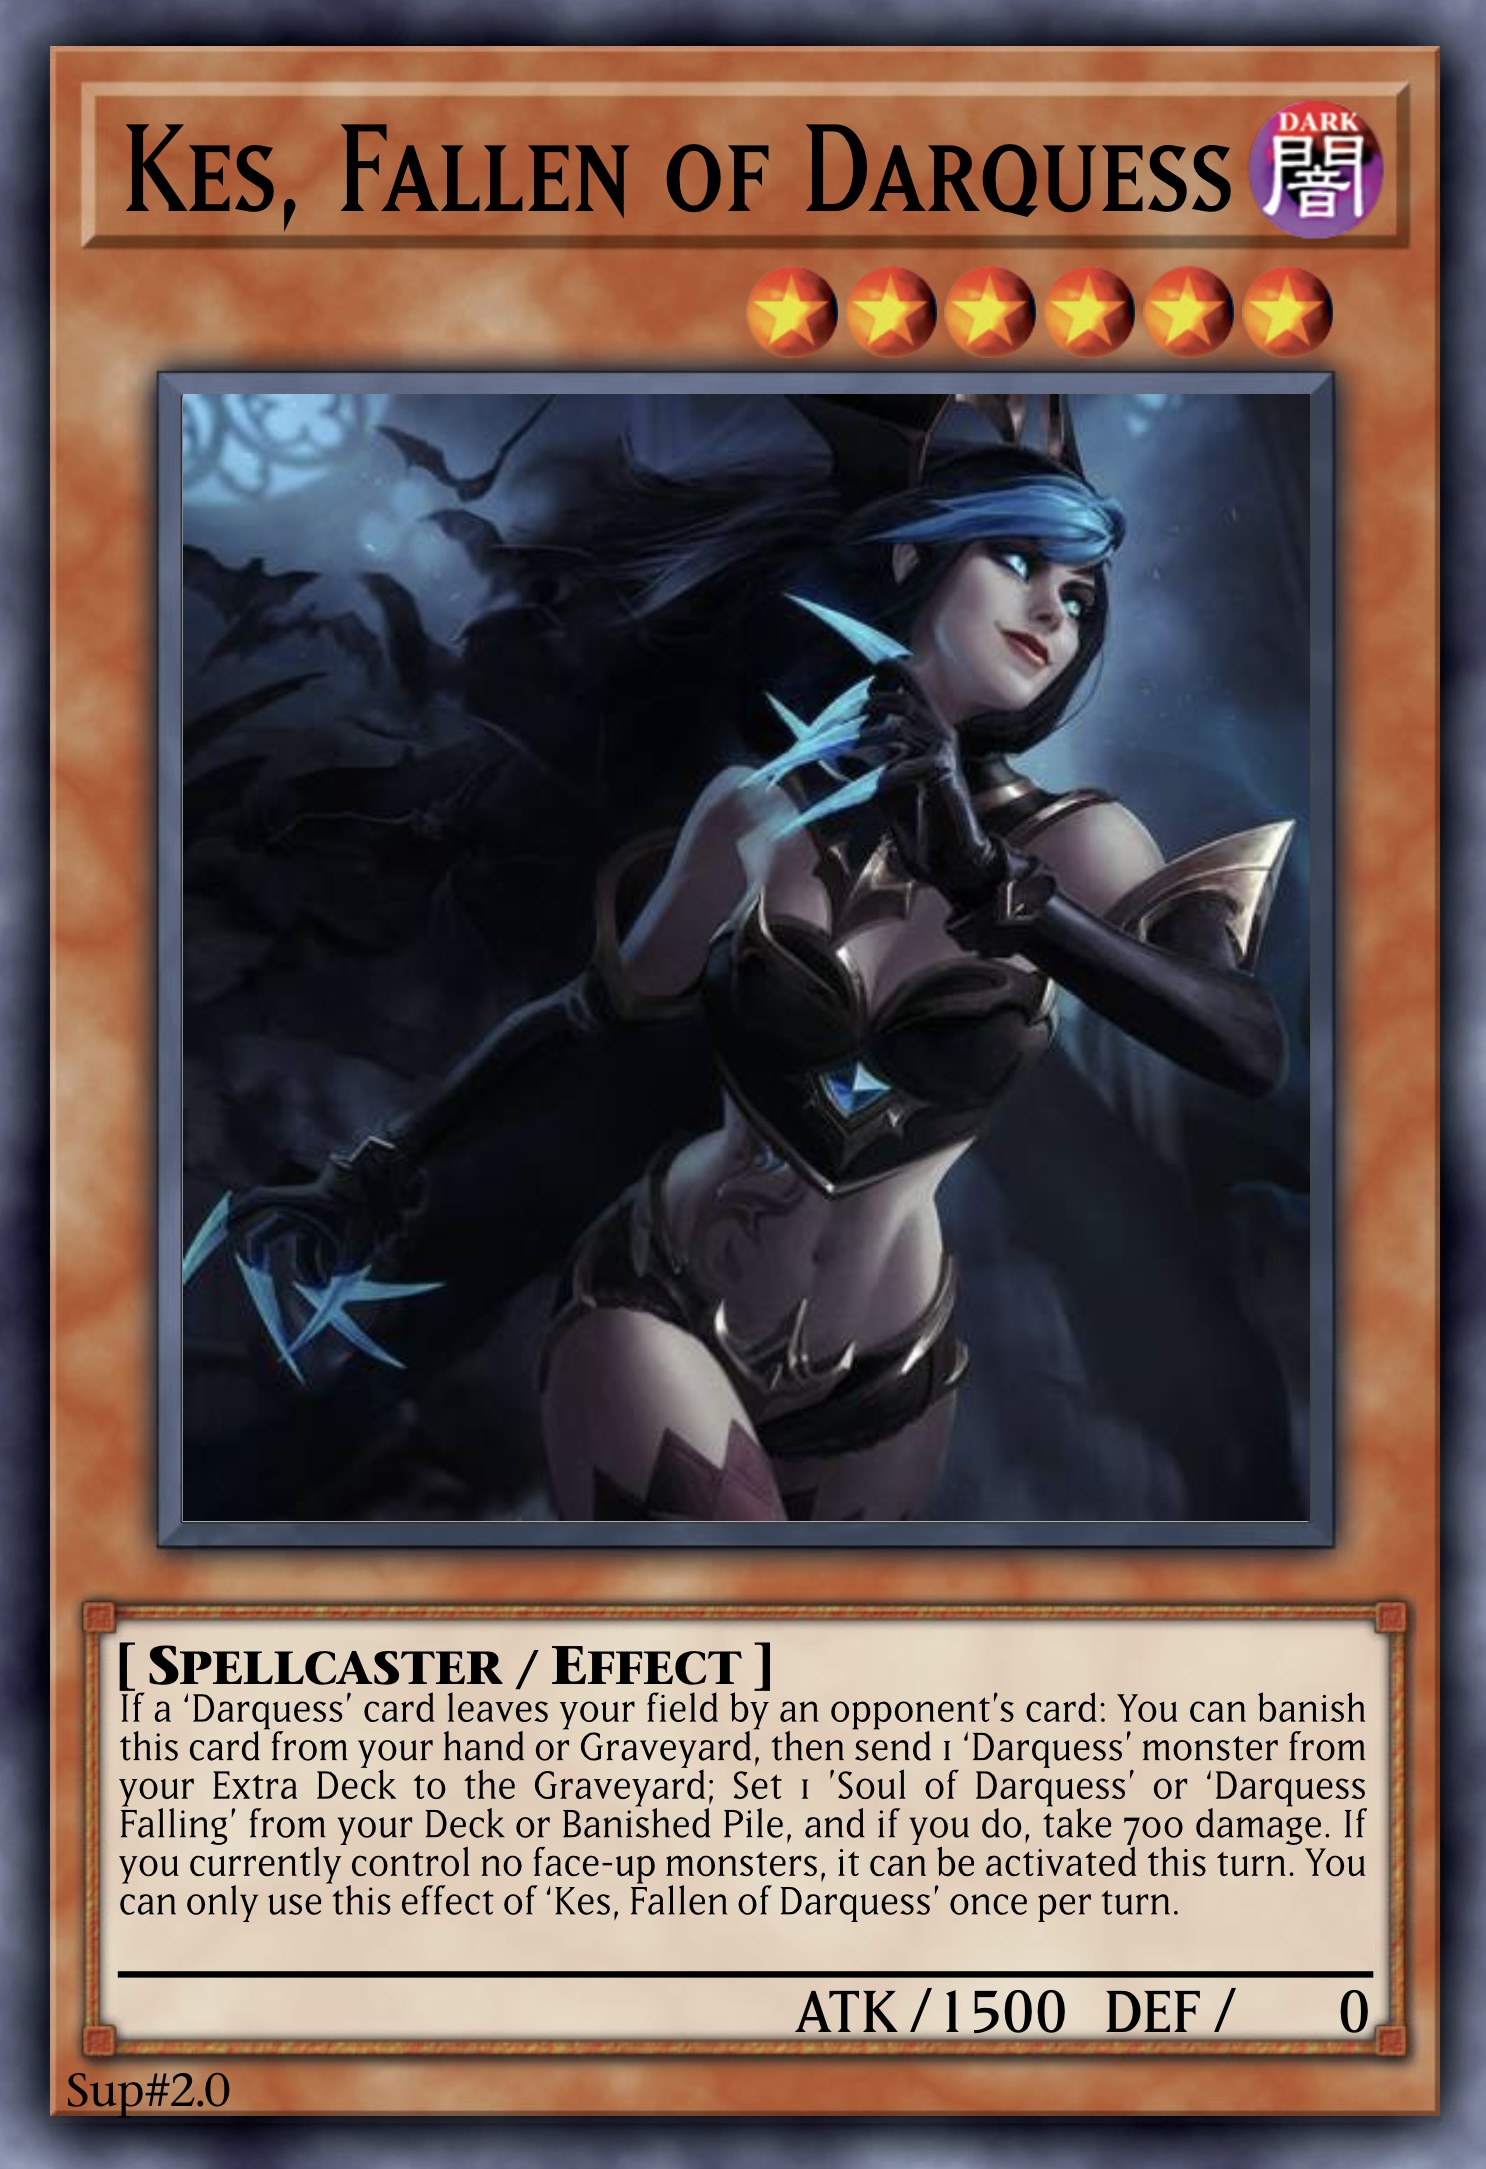 Kes, Fallen of Darquess
DARK
闇
[ Spellcaster / Effect ]
If a ‘Darquess’ card leaves your field by an opponent’s card: You can banish
this card from your hand or Graveyard, then send 1 ‘Darquess’ monster from
your Extra Deck to the Graveyard; Set 1 'Soul of Darquess’ or ‘Darquess
Falling’ from your Deck or Banished Pile, and if you do, take 700 damage. If
you currently control no face-up monsters, it can be activated this turn. You
can only use this effect of ‘Kes, Fallen of Darquess’ once per turn.
ATK / 1500 DEF / 0
Sup#2.0